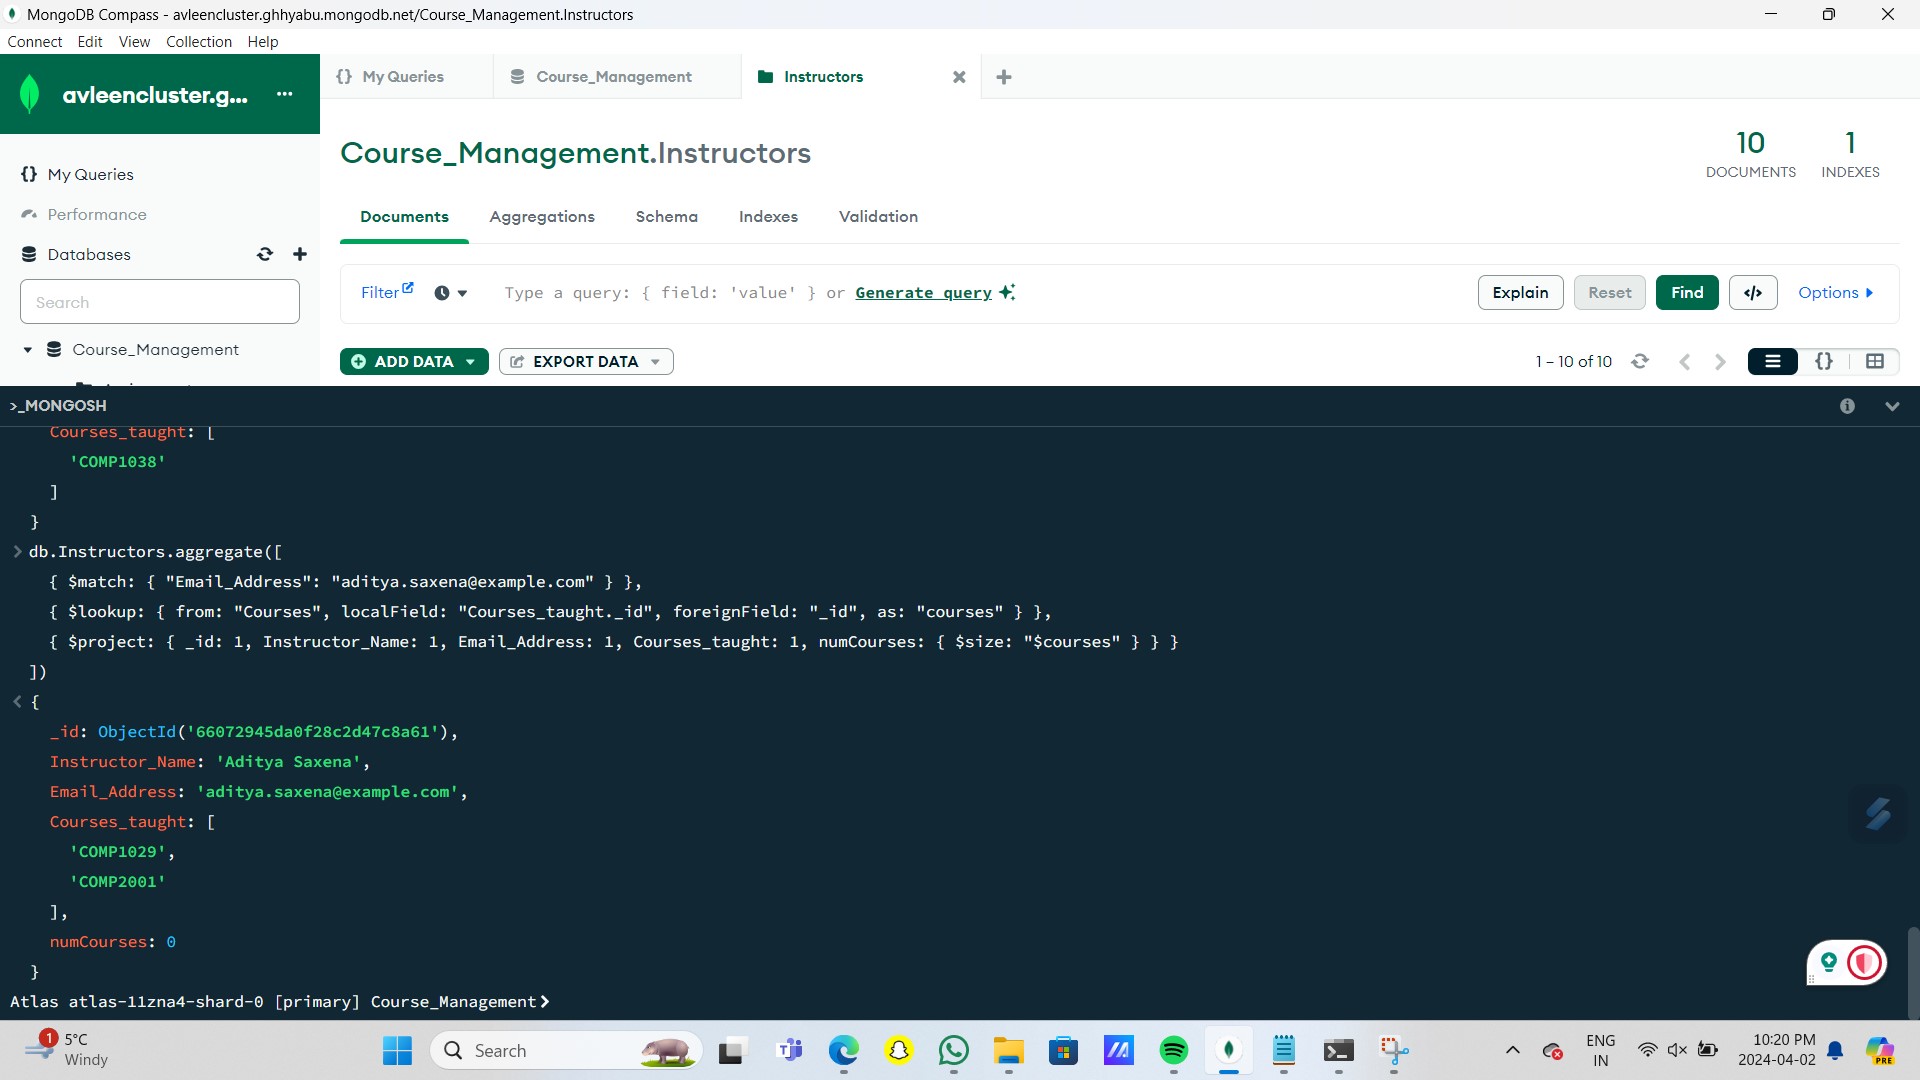 MongoDB Compass - avleencluster.ghhyabu.mongodb.net/Course_Management.Instructors
Connect Edit View Collection Help
avleencluster.g... ...
{} My Queries
Course_Management
Instructors
My Queries
Performance
Databases
Search
Course_Management
Course_Management.Instructors
10
DOCUMENTS
1
INDEXES
Documents Aggregations Schema Indexes Validation
Filter Type a query: { field: 'value' } or Generate query Explain Reset Find </> Options
ADD DATA EXPORT DATA 1 – 10 of 10 {}
>_MONGOSH
Courses_taught: [
'COMP1038'
]
}
> db.Instructors.aggregate([
{ $match: { "Email_Address": "aditya.saxena@example.com" } },
{ $lookup: { from: "Courses", localField: "Courses_taught._id", foreignField: "_id", as: "courses" } },
{ $project: { _id: 1, Instructor_Name: 1, Email_Address: 1, Courses_taught: 1, numCourses: { $size: "$courses" } } }
])
< {
_id: ObjectId('66072945da0f28c2d47c8a61'),
Instructor_Name: 'Aditya Saxena',
Email_Address: 'aditya.saxena@example.com',
Courses_taught: [
'COMP1029',
'COMP2001'
],
numCourses: 0
}
Atlas atlas-11zna4-shard-0 [primary] Course_Management>
1
5°C
Windy
Search
ENG
IN
10:20 PM
2024-04-02
PRE